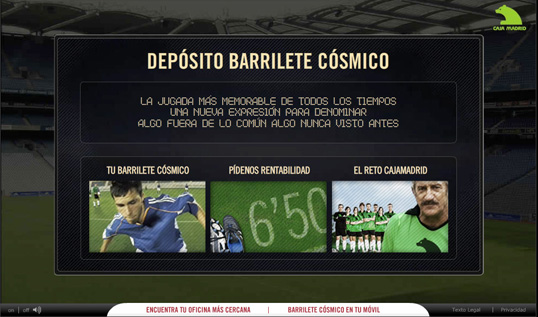 CAJA MADRID
DEPÓSITO BARRILETE CÓSMICO
LA JUGADA MÁS MEMORABLE DE TODOS LOS TIEMPOS
UNA NUEVA EXPRESIÓN PARA DENOMINAR
ALGO FUERA DE LO COMÚN ALGO NUNCA VISTO ANTES
TU BARRILETE CÓSMICO
PÍDENOS RENTABILIDAD
EL RETO CAJAMADRID
6'50
on | off
ENCUENTRA TU OFICINA MÁS CERCANA | BARRILETE CÓSMICO EN TU MÓVIL
Texto Legal | Privacidad